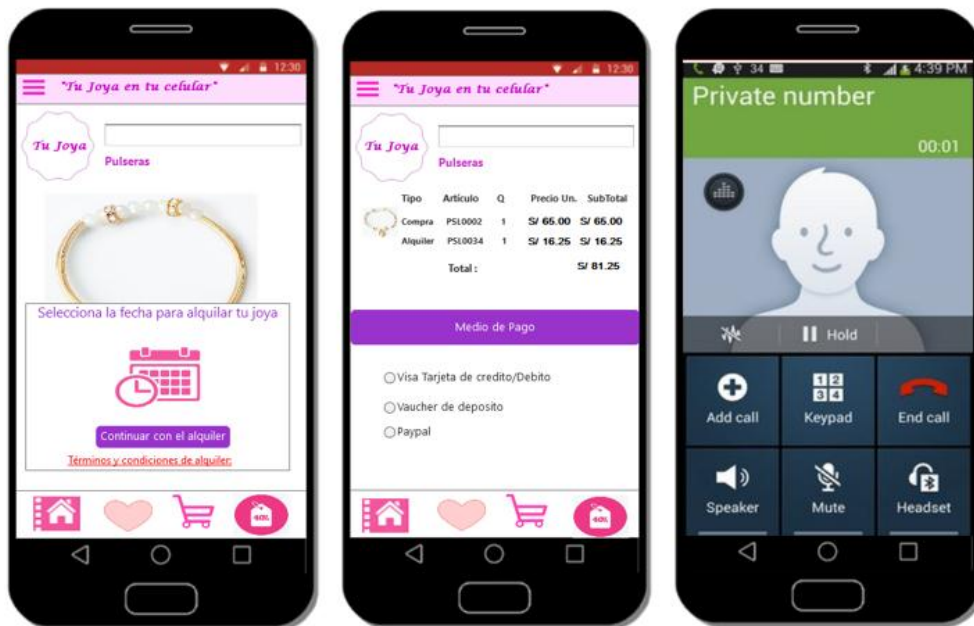 12:30
"Tu Joya en tu celular"
Tu Joya
Pulseras
Selecciona la fecha para alquilar tu joya
Continuar con el alquiler
Términos y condiciones de alquiler:
12:30
"Tu Joya en tu celular"
Tu Joya
Pulseras
Tipo Artículo Q Precio Un. SubTotal
Compra PSL0002 1 S/ 65.00 S/ 65.00
Alquiler PSL0034 1 S/ 16.25 S/ 16.25
Total : S/ 81.25
Medio de Pago
Visa Tarjeta de credito/Debito
Vaucher de deposito
Paypal
34 4:39 PM
Private number
00:01
Hold
1 2
3 4
Add call Keypad End call
Speaker Mute Headset